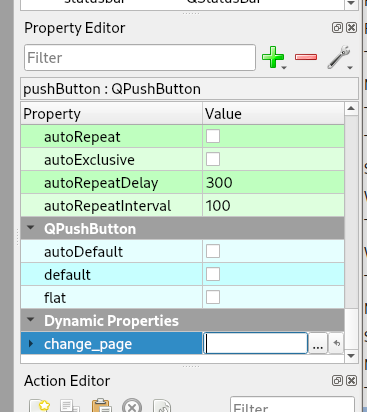 statusbar QStatusBar
Property Editor
Filter
pushButton : QPushButton
Property Value
autoRepeat
autoExclusive
autoRepeatDelay 300
autoRepeatInterval 100
QPushButton
autoDefault
default
flat
Dynamic Properties
change_page ...
Action Editor
Filter